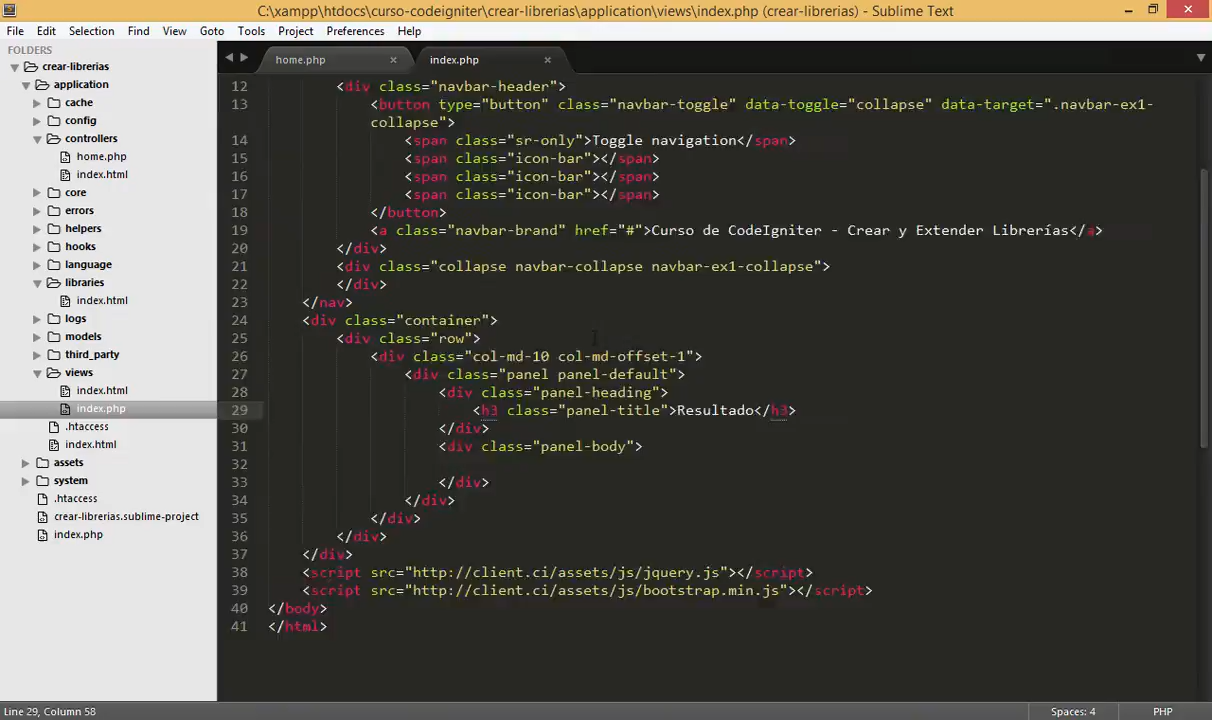 C:\xampp\htdocs\curso-codeigniter\crear-librerias\application\views\index.php (crear-librerias) - Sublime Text
File Edit Selection Find View Goto Tools Project Preferences Help
FOLDERS
crear-librerias
application
cache
config
controllers
home.php
index.html
core
errors
helpers
hooks
language
libraries
index.html
logs
models
third_party
views
index.html
index.php
.htaccess
index.html
assets
system
.htaccess
crear-librerias.sublime-project
index.php
home.php × index.php ×
12 <div class="navbar-header">
13 <button type="button" class="navbar-toggle" data-toggle="collapse" data-target=".navbar-ex1-
collapse">
14 <span class="sr-only">Toggle navigation</span>
15 <span class="icon-bar"></span>
16 <span class="icon-bar"></span>
17 <span class="icon-bar"></span>
18 </button>
19 <a class="navbar-brand" href="#">Curso de CodeIgniter - Crear y Extender Librerías</a>
20 </div>
21 <div class="collapse navbar-collapse navbar-ex1-collapse">
22 </div>
23 </nav>
24 <div class="container">
25 <div class="row">
26 <div class="col-md-10 col-md-offset-1">
27 <div class="panel panel-default">
28 <div class="panel-heading">
29 <h3 class="panel-title">Resultado</h3>
30 </div>
31 <div class="panel-body">
32
33 </div>
34 </div>
35 </div>
36 </div>
37 </div>
38 <script src="http://client.ci/assets/js/jquery.js"></script>
39 <script src="http://client.ci/assets/js/bootstrap.min.js"></script>
40 </body>
41 </html>
Line 29, Column 58 Spaces: 4 PHP